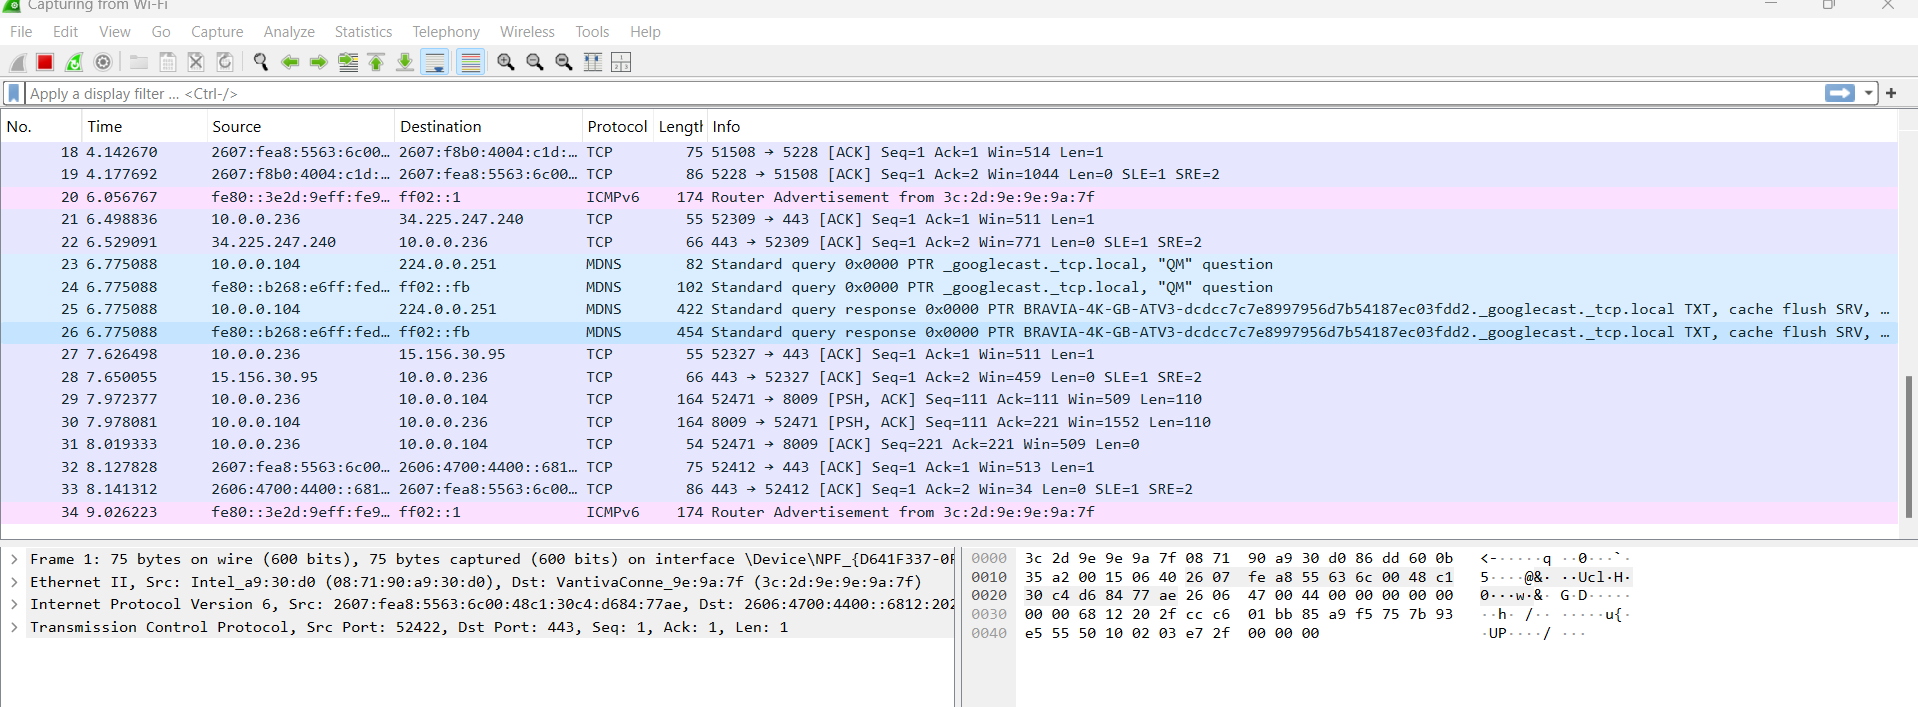 Capturing from Wi-Fi
File Edit View Go Capture Analyze Statistics Telephony Wireless Tools Help
Apply a display filter … <Ctrl-/>
No. Time Source Destination Protocol Length Info
18 4.142670 2607:fea8:5563:6c00… 2607:f8b0:4004:c1d:… TCP 75 51508 → 5228 [ACK] Seq=1 Ack=1 Win=514 Len=1
19 4.177692 2607:f8b0:4004:c1d:… 2607:fea8:5563:6c00… TCP 86 5228 → 51508 [ACK] Seq=1 Ack=2 Win=1044 Len=0 SLE=1 SRE=2
20 6.056767 fe80::3e2d:9eff:fe9… ff02::1 ICMPv6 174 Router Advertisement from 3c:2d:9e:9e:9a:7f
21 6.498836 10.0.0.236 34.225.247.240 TCP 55 52309 → 443 [ACK] Seq=1 Ack=1 Win=511 Len=1
22 6.529091 34.225.247.240 10.0.0.236 TCP 66 443 → 52309 [ACK] Seq=1 Ack=2 Win=771 Len=0 SLE=1 SRE=2
23 6.775088 10.0.0.104 224.0.0.251 MDNS 82 Standard query 0x0000 PTR _googlecast._tcp.local, "QM" question
24 6.775088 fe80::b268:e6ff:fed… ff02::fb MDNS 102 Standard query 0x0000 PTR _googlecast._tcp.local, "QM" question
25 6.775088 10.0.0.104 224.0.0.251 MDNS 422 Standard query response 0x0000 PTR BRAVIA-4K-GB-ATV3-dcdcc7c7e8997956d7b54187ec03fdd2._googlecast._tcp.local TXT, cache flush SRV, …
26 6.775088 fe80::b268:e6ff:fed… ff02::fb MDNS 454 Standard query response 0x0000 PTR BRAVIA-4K-GB-ATV3-dcdcc7c7e8997956d7b54187ec03fdd2._googlecast._tcp.local TXT, cache flush SRV, …
27 7.626498 10.0.0.236 15.156.30.95 TCP 55 52327 → 443 [ACK] Seq=1 Ack=1 Win=511 Len=1
28 7.650055 15.156.30.95 10.0.0.236 TCP 66 443 → 52327 [ACK] Seq=1 Ack=2 Win=459 Len=0 SLE=1 SRE=2
29 7.972377 10.0.0.236 10.0.0.104 TCP 164 52471 → 8009 [PSH, ACK] Seq=111 Ack=111 Win=509 Len=110
30 7.978081 10.0.0.104 10.0.0.236 TCP 164 8009 → 52471 [PSH, ACK] Seq=111 Ack=221 Win=1552 Len=110
31 8.019333 10.0.0.236 10.0.0.104 TCP 54 52471 → 8009 [ACK] Seq=221 Ack=221 Win=509 Len=0
32 8.127828 2607:fea8:5563:6c00… 2606:4700:4400::681… TCP 75 52412 → 443 [ACK] Seq=1 Ack=1 Win=513 Len=1
33 8.141312 2606:4700:4400::681… 2607:fea8:5563:6c00… TCP 86 443 → 52412 [ACK] Seq=1 Ack=2 Win=34 Len=0 SLE=1 SRE=2
34 9.026223 fe80::3e2d:9eff:fe9… ff02::1 ICMPv6 174 Router Advertisement from 3c:2d:9e:9e:9a:7f
Frame 1: 75 bytes on wire (600 bits), 75 bytes captured (600 bits) on interface \Device\NPF_{D641F337-0
Ethernet II, Src: Intel_a9:30:d0 (08:71:90:a9:30:d0), Dst: VantivaConne_9e:9a:7f (3c:2d:9e:9e:9a:7f)
Internet Protocol Version 6, Src: 2607:fea8:5563:6c00:48c1:30c4:d684:77ae, Dst: 2606:4700:4400::6812:202
Transmission Control Protocol, Src Port: 52422, Dst Port: 443, Seq: 1, Ack: 1, Len: 1
0000 3c 2d 9e 9e 9a 7f 08 71 90 a9 30 d0 86 dd 60 0b <-·····q ··0···`·
0010 35 a2 00 15 06 40 26 07 fe a8 55 63 6c 00 48 c1 5····@&· ··Ucl·H·
0020 30 c4 d6 84 77 ae 26 06 47 00 44 00 00 00 00 00 0···w·&· G·D·····
0030 00 00 68 12 20 2f cc c6 01 bb 85 a9 f5 75 7b 93 ··h· /·· ·····u{·
0040 e5 55 50 10 02 03 e7 2f 00 00 00 ·UP····/ ···